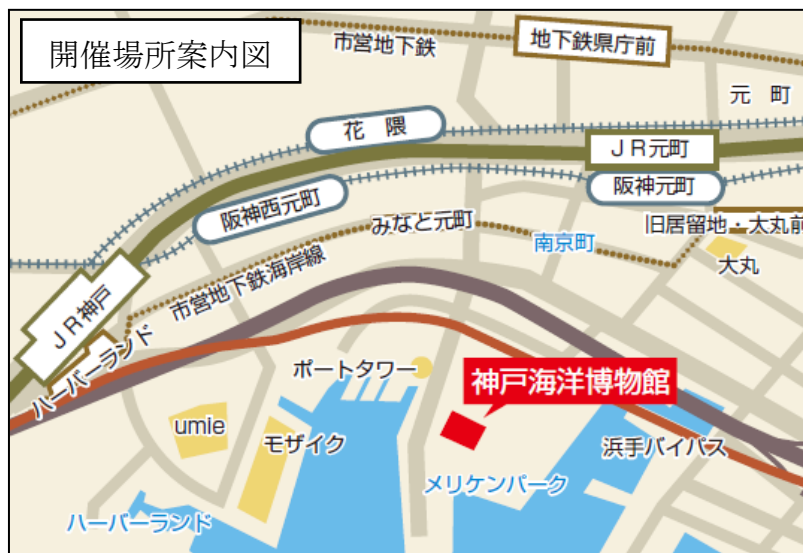 開催場所案内図
市営地下鉄
地下鉄県庁前
元 町
花 隈
JR元町
阪神西元町
阪神元町
みなと元町
旧居留地・大丸前
南京町
大丸
市営地下鉄海岸線
JR神戸
ハーバーランド
ポートタワー
神戸海洋博物館
umie
モザイク
浜手バイパス
メリケンパーク
ハーバーランド